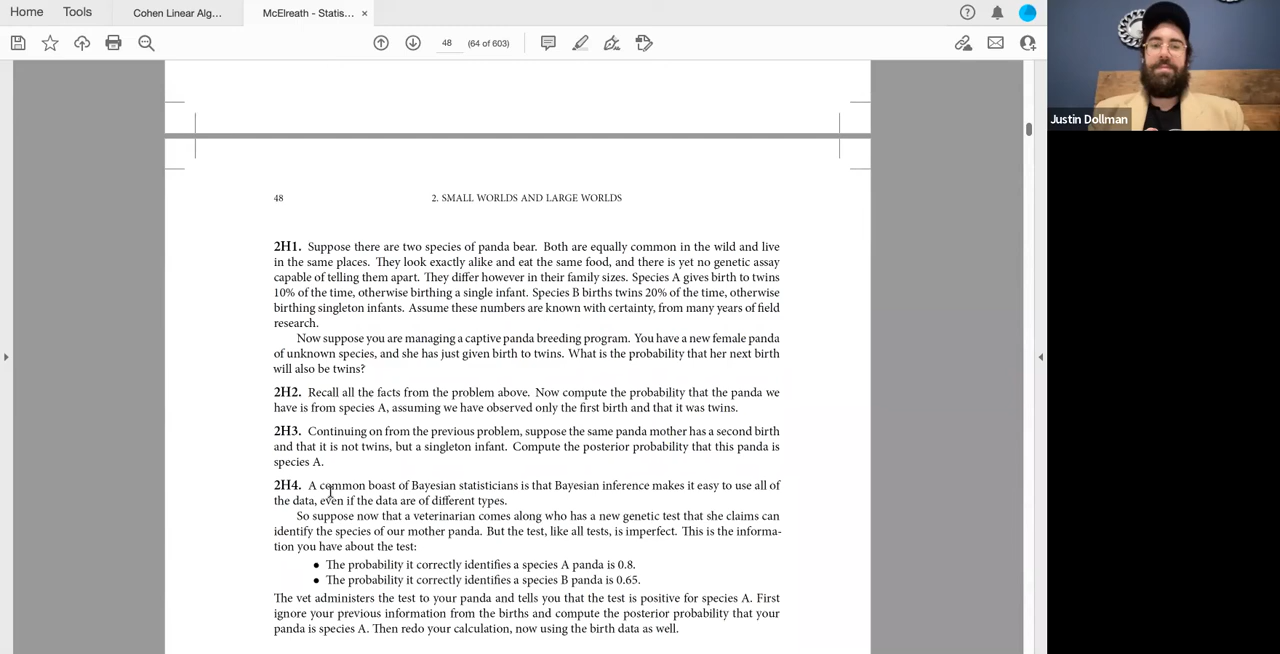 Home Tools Cohen Linear Alg... McElreath - Statis... ×
48 (64 of 603)
Justin Dollman
48 2. SMALL WORLDS AND LARGE WORLDS
2H1. Suppose there are two species of panda bear. Both are equally common in the wild and live
in the same places. They look exactly alike and eat the same food, and there is yet no genetic assay
capable of telling them apart. They differ however in their family sizes. Species A gives birth to twins
10% of the time, otherwise birthing a single infant. Species B births twins 20% of the time, otherwise
birthing singleton infants. Assume these numbers are known with certainty, from many years of field
research.
Now suppose you are managing a captive panda breeding program. You have a new female panda
of unknown species, and she has just given birth to twins. What is the probability that her next birth
will also be twins?
2H2. Recall all the facts from the problem above. Now compute the probability that the panda we
have is from species A, assuming we have observed only the first birth and that it was twins.
2H3. Continuing on from the previous problem, suppose the same panda mother has a second birth
and that it is not twins, but a singleton infant. Compute the posterior probability that this panda is
species A.
2H4. A common boast of Bayesian statisticians is that Bayesian inference makes it easy to use all of
the data, even if the data are of different types.
So suppose now that a veterinarian comes along who has a new genetic test that she claims can
identify the species of our mother panda. But the test, like all tests, is imperfect. This is the informa-
tion you have about the test:
• The probability it correctly identifies a species A panda is 0.8.
• The probability it correctly identifies a species B panda is 0.65.
The vet administers the test to your panda and tells you that the test is positive for species A. First
ignore your previous information from the births and compute the posterior probability that your
panda is species A. Then redo your calculation, now using the birth data as well.